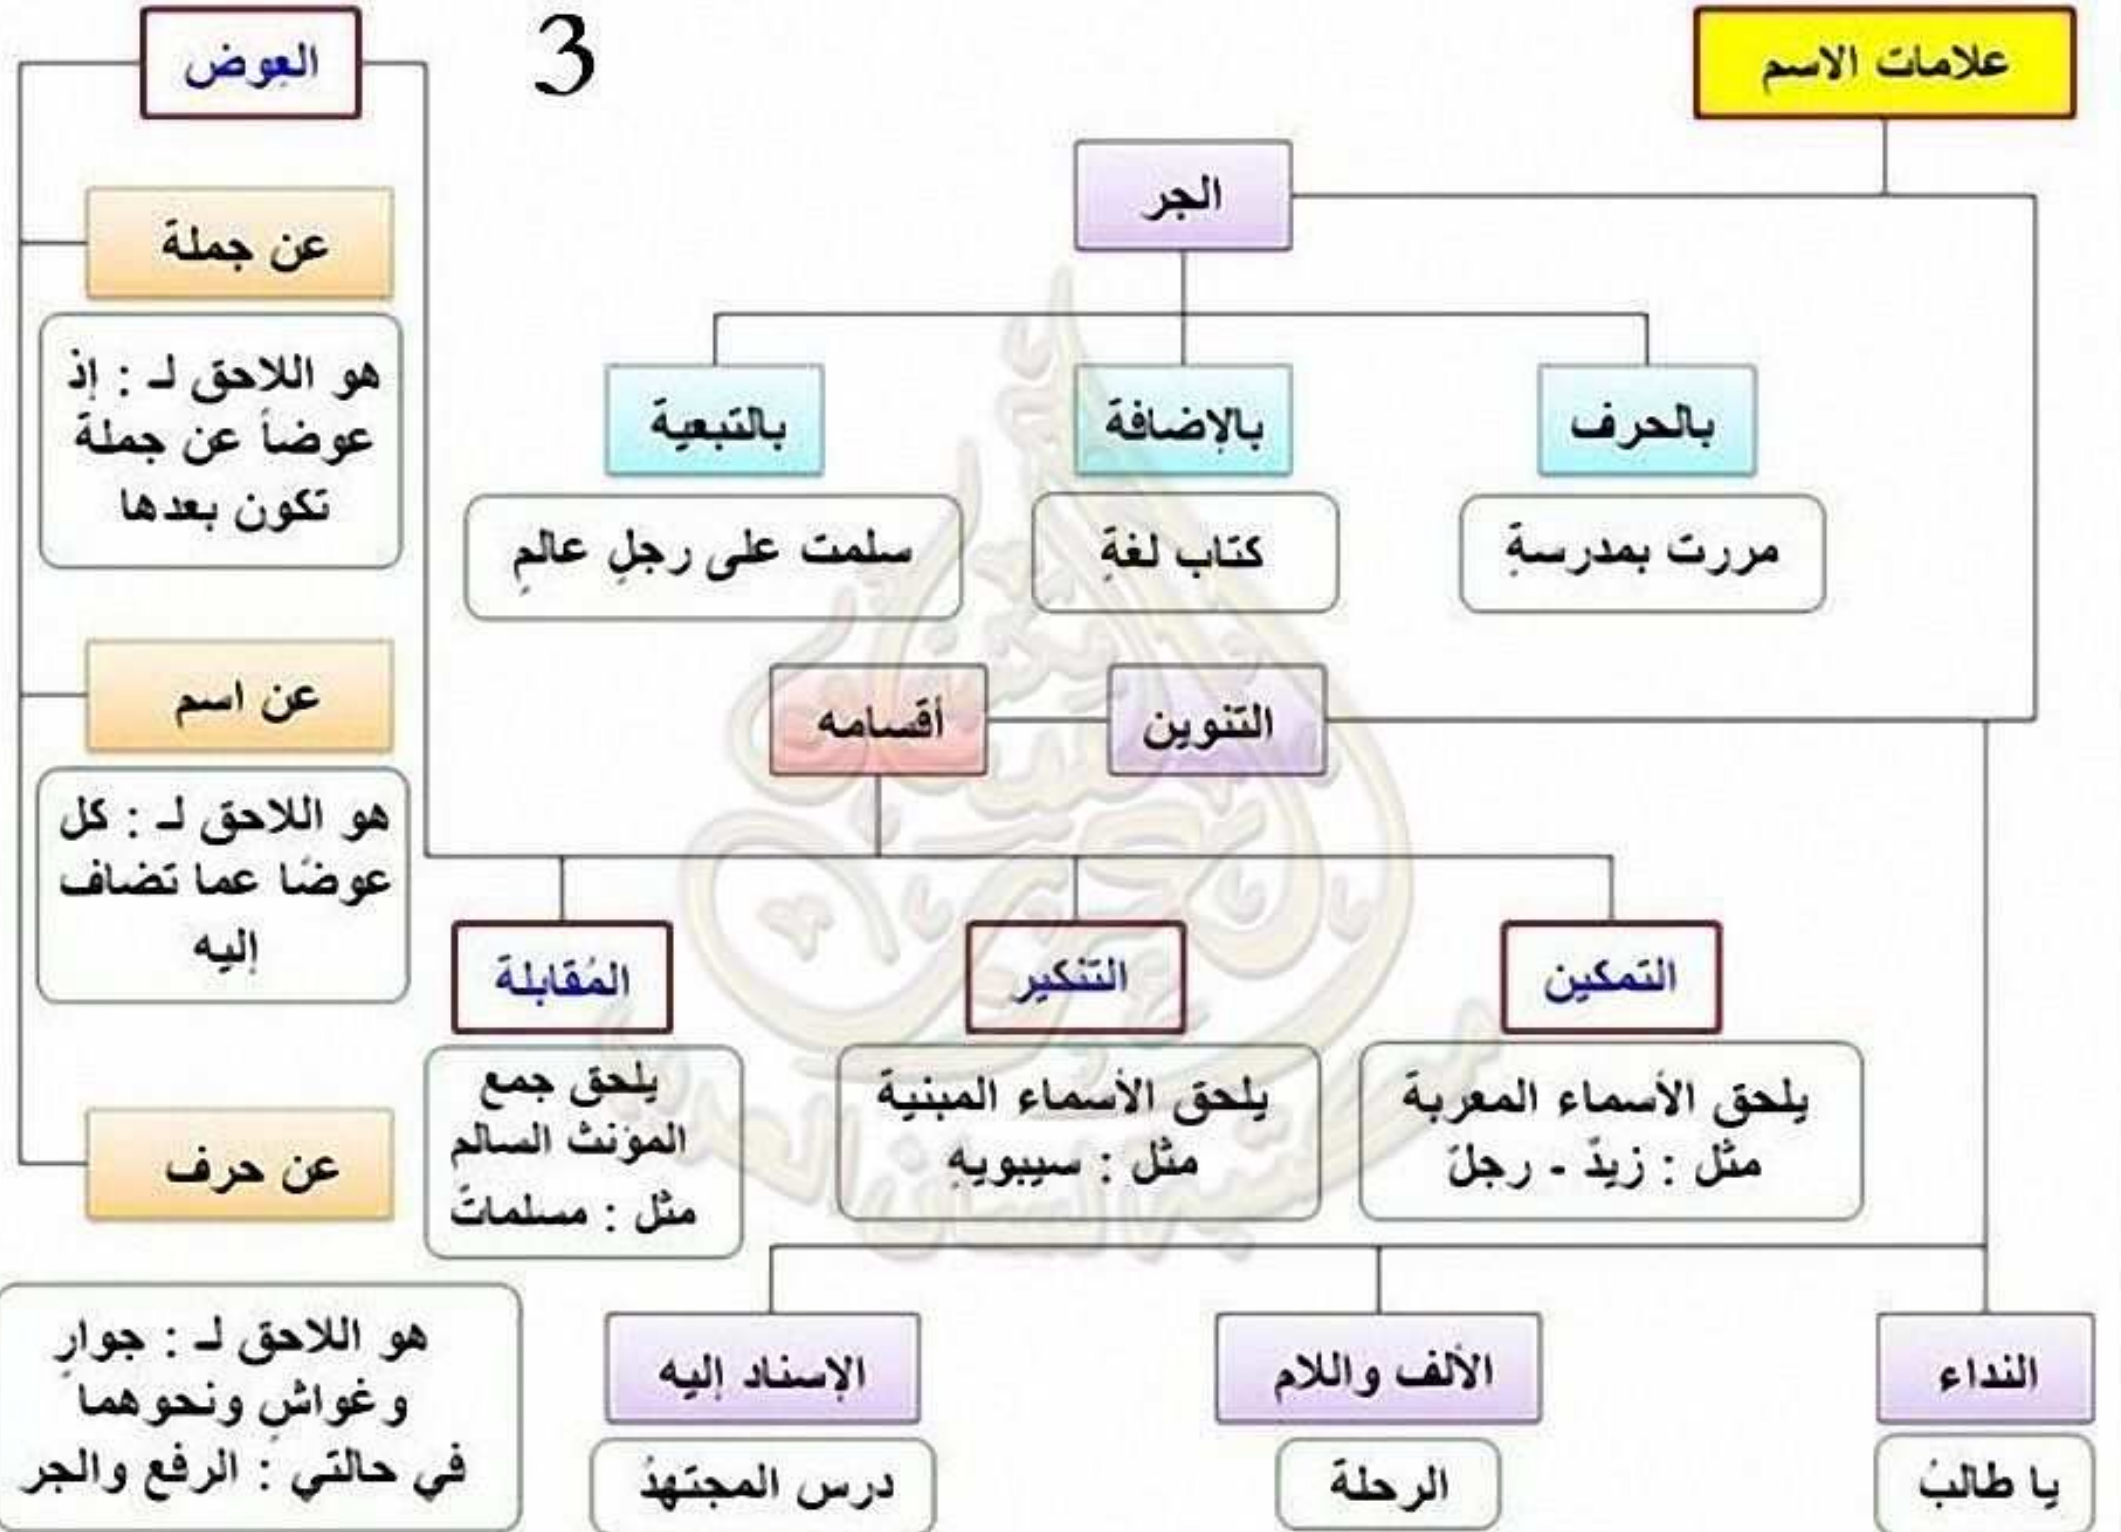 3
علامات الاسم
الجر
بالحرف
مررت بمدرسةٍ
بالإضافة
كتاب لغةٍ
بالتبعية
سلمت على رجلٍ عالمٍ
التنوين
أقسامه
التمكين
يلحق الأسماء المعربة
مثل : زيدٌ - رجلٌ
التنكير
يلحق الأسماء المبنية
مثل : سيبويهٍ
المُقابلة
يلحق جمع
المؤنث السالم
مثل : مسلماتٌ
العِوض
عن جملة
هو اللاحق لـ : إذ
عوضاً عن جملة
تكون بعدها
عن اسم
هو اللاحق لـ : كل
عوضًا عما تضاف
إليه
عن حرف
هو اللاحق لـ : جوارٍ
وغواشٍ ونحوهما
في حالتي : الرفع والجر
النداء
يا طالبُ
الألف واللام
الرحلة
الإسناد إليه
درس المجتهدُ